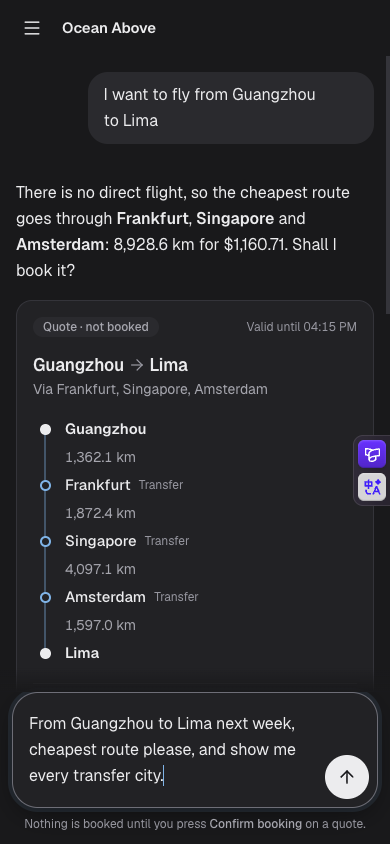 Ocean Above
I want to fly from Guangzhou
to Lima
There is no direct flight, so the cheapest route
goes through Frankfurt, Singapore and
Amsterdam: 8,928.6 km for $1,160.71. Shall I
book it?
Quote · not booked
Valid until 04:15 PM
Guangzhou → Lima
Via Frankfurt, Singapore, Amsterdam
Guangzhou
1,362.1 km
Frankfurt Transfer
1,872.4 km
Singapore Transfer
4,097.1 km
Amsterdam Transfer
1,597.0 km
Lima
From Guangzhou to Lima next week,
cheapest route please, and show me
every transfer city.
Nothing is booked until you press Confirm booking on a quote.